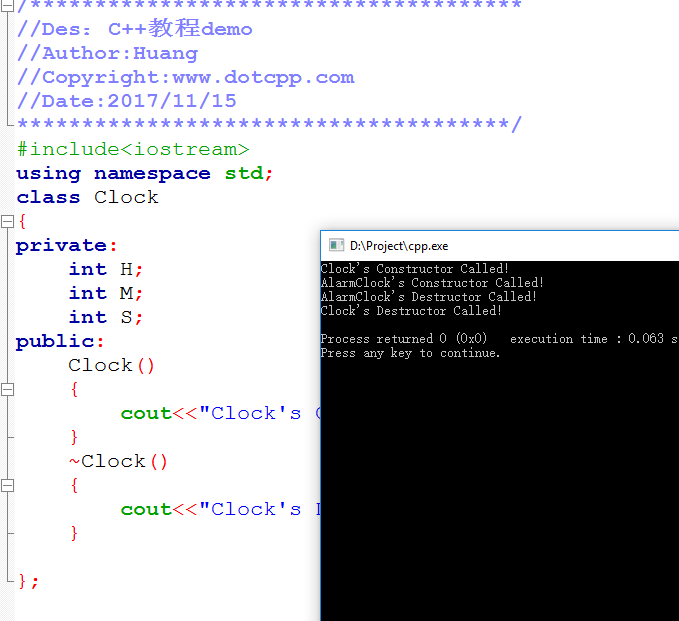 /**************************************
//Des: C++教程demo
//Author:Huang
//Copyright:www.dotcpp.com
//Date:2017/11/15
**************************************/
#include<iostream>
using namespace std;
class Clock
{
private:
    int H;
    int M;
    int S;
public:
    Clock()
    {
        cout<<"Clock's
    }
    ~Clock()
    {
        cout<<"Clock's
    }
};
D:\Project\cpp.exe
Clock's Constructor Called!
AlarmClock's Constructor Called!
AlarmClock's Destructor Called!
Clock's Destructor Called!
Process returned 0 (0x0)   execution time : 0.063 s
Press any key to continue.